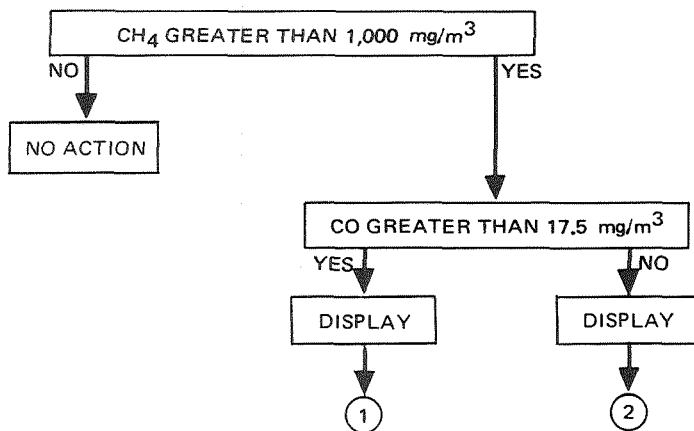 CH₄ GREATER THAN 1,000 mg/m³
NO
YES
NO ACTION
CO GREATER THAN 17.5 mg/m³
YES
NO
DISPLAY
DISPLAY
1
2